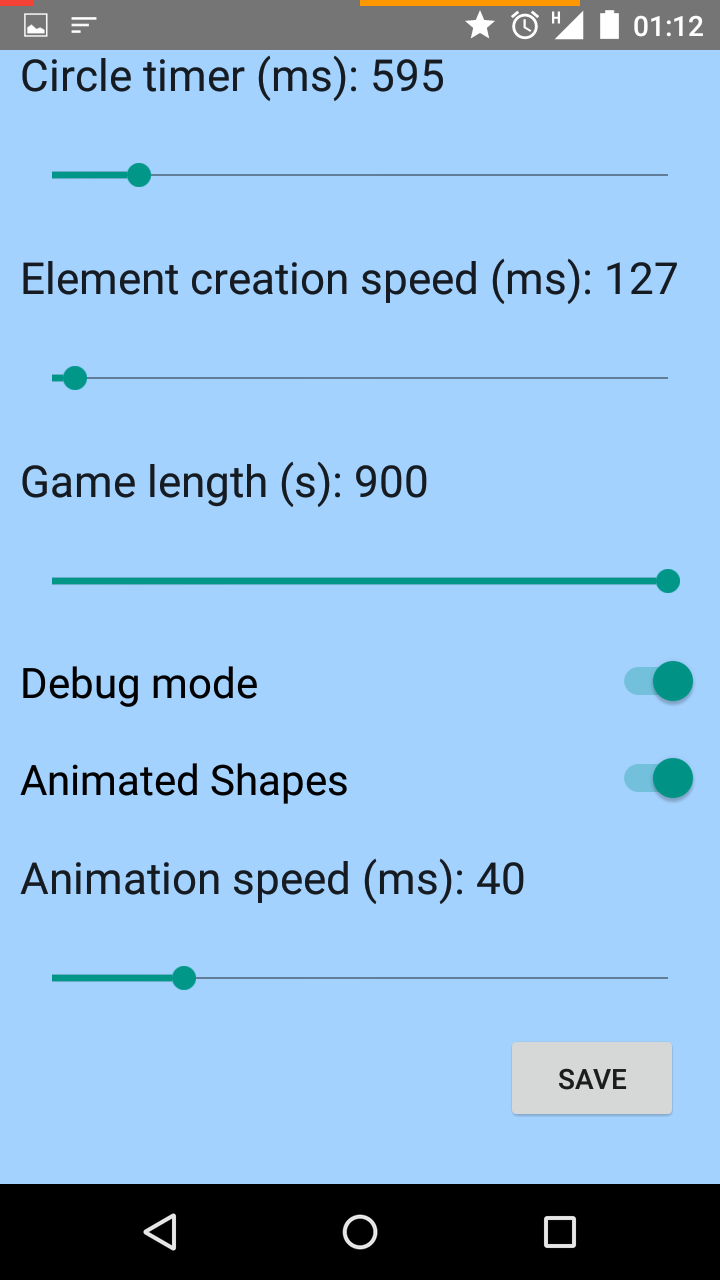 H 01:12
Circle timer (ms): 595
Element creation speed (ms): 127
Game length (s): 900
Debug mode
Animated Shapes
Animation speed (ms): 40
SAVE